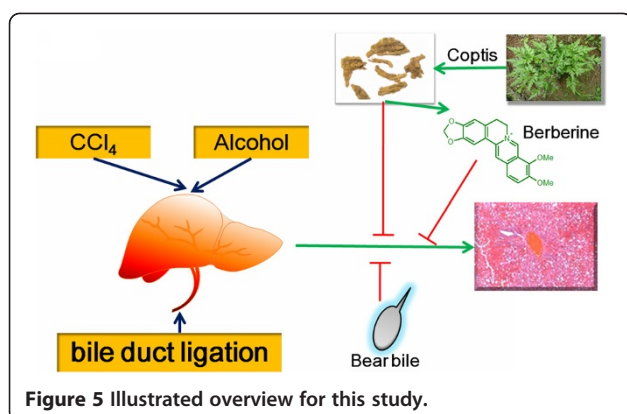 Coptis
CCl₄
Alcohol
Berberine
O
O
N⁺
OMe
OMe
bile duct ligation
Bear bile
Figure 5 Illustrated overview for this study.